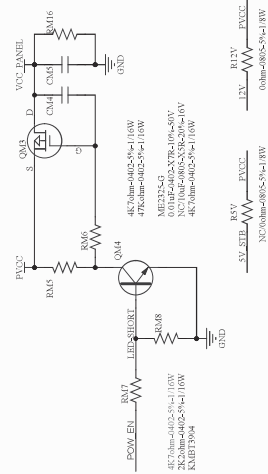 VCC_PANEL
RM16
CM5
CM4
GND
D
G
S
QM3
PVCC
RM5
RM6
QM4
LED_SHORT
RM8
GND
RM7
POW_EN
4K7ohm-0402-5%-1/16W
47Kohm-0402-5%-1/16W
ME2325-G
0.01uF-0402-X7R-10%-50V
NC/10uF-0805-X5R-20%-16V
4K7ohm-0402-5%-1/16W
4K7ohm-0402-5%-1/16W
2K2ohm-0402-5%-1/16W
KMBT3904
12V
R12V
PVCC
0ohm-0805-5%-1/8W
5V_STB
R5V
PVCC
NC/0ohm-0805-5%-1/8W